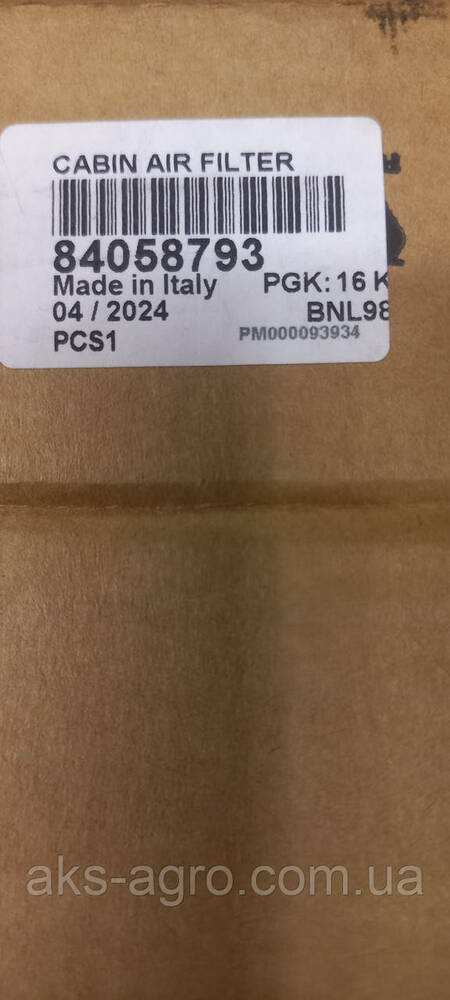 CABIN AIR FILTER
84058793
Made in Italy PGK: 16 K
04 / 2024 BNL98
PCS1 PM000093934
aks-agro.com.ua